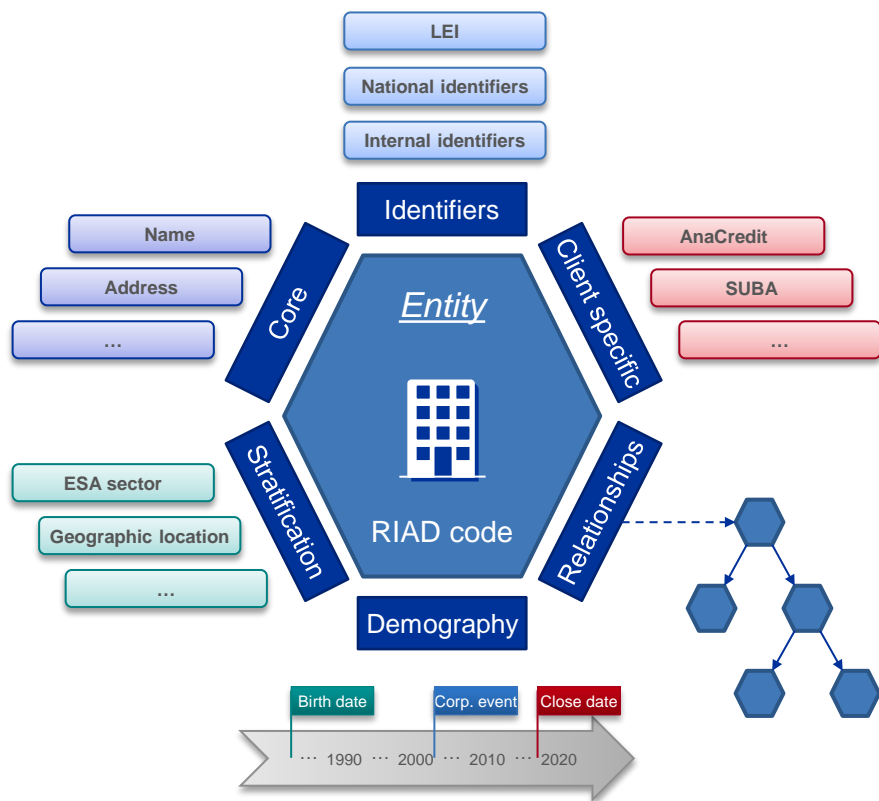 LEI
National identifiers
Internal identifiers
Identifiers
Name
Address
…
Core
Client specific
AnaCredit
SUBA
…
Entity
RIAD code
ESA sector
Geographic location
…
Stratification
Relationships
Demography
Birth date
Corp. event
Close date
… 1990 … 2000 … 2010 … 2020